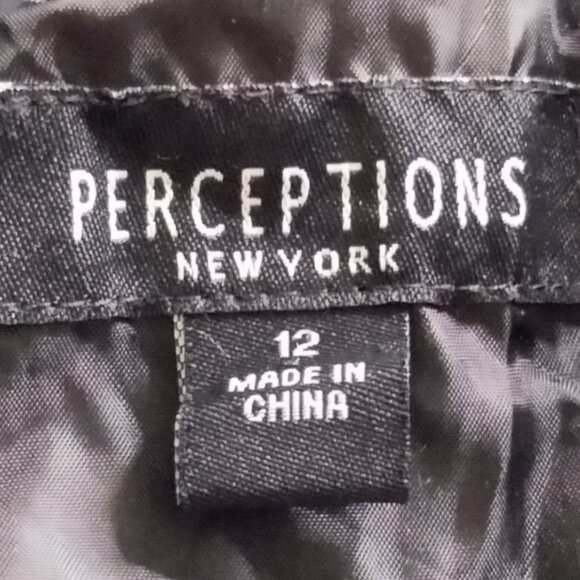 PERCEPTIONS
NEW YORK
12
MADE IN
CHINA